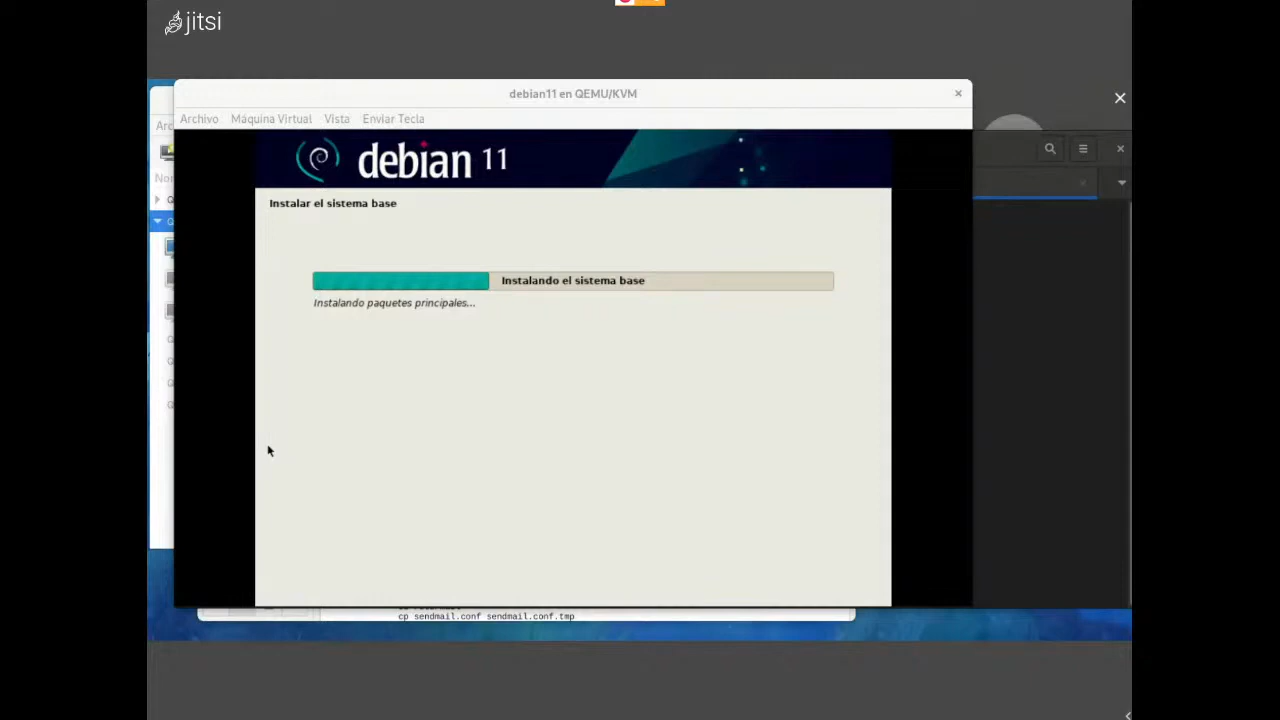 jitsi
debian11 en QEMU/KVM
Archivo Máquina Virtual Vista Enviar Tecla
debian 11
Instalar el sistema base
Instalando el sistema base
Instalando paquetes principales...
cp sendmail.conf sendmail.conf.tmp